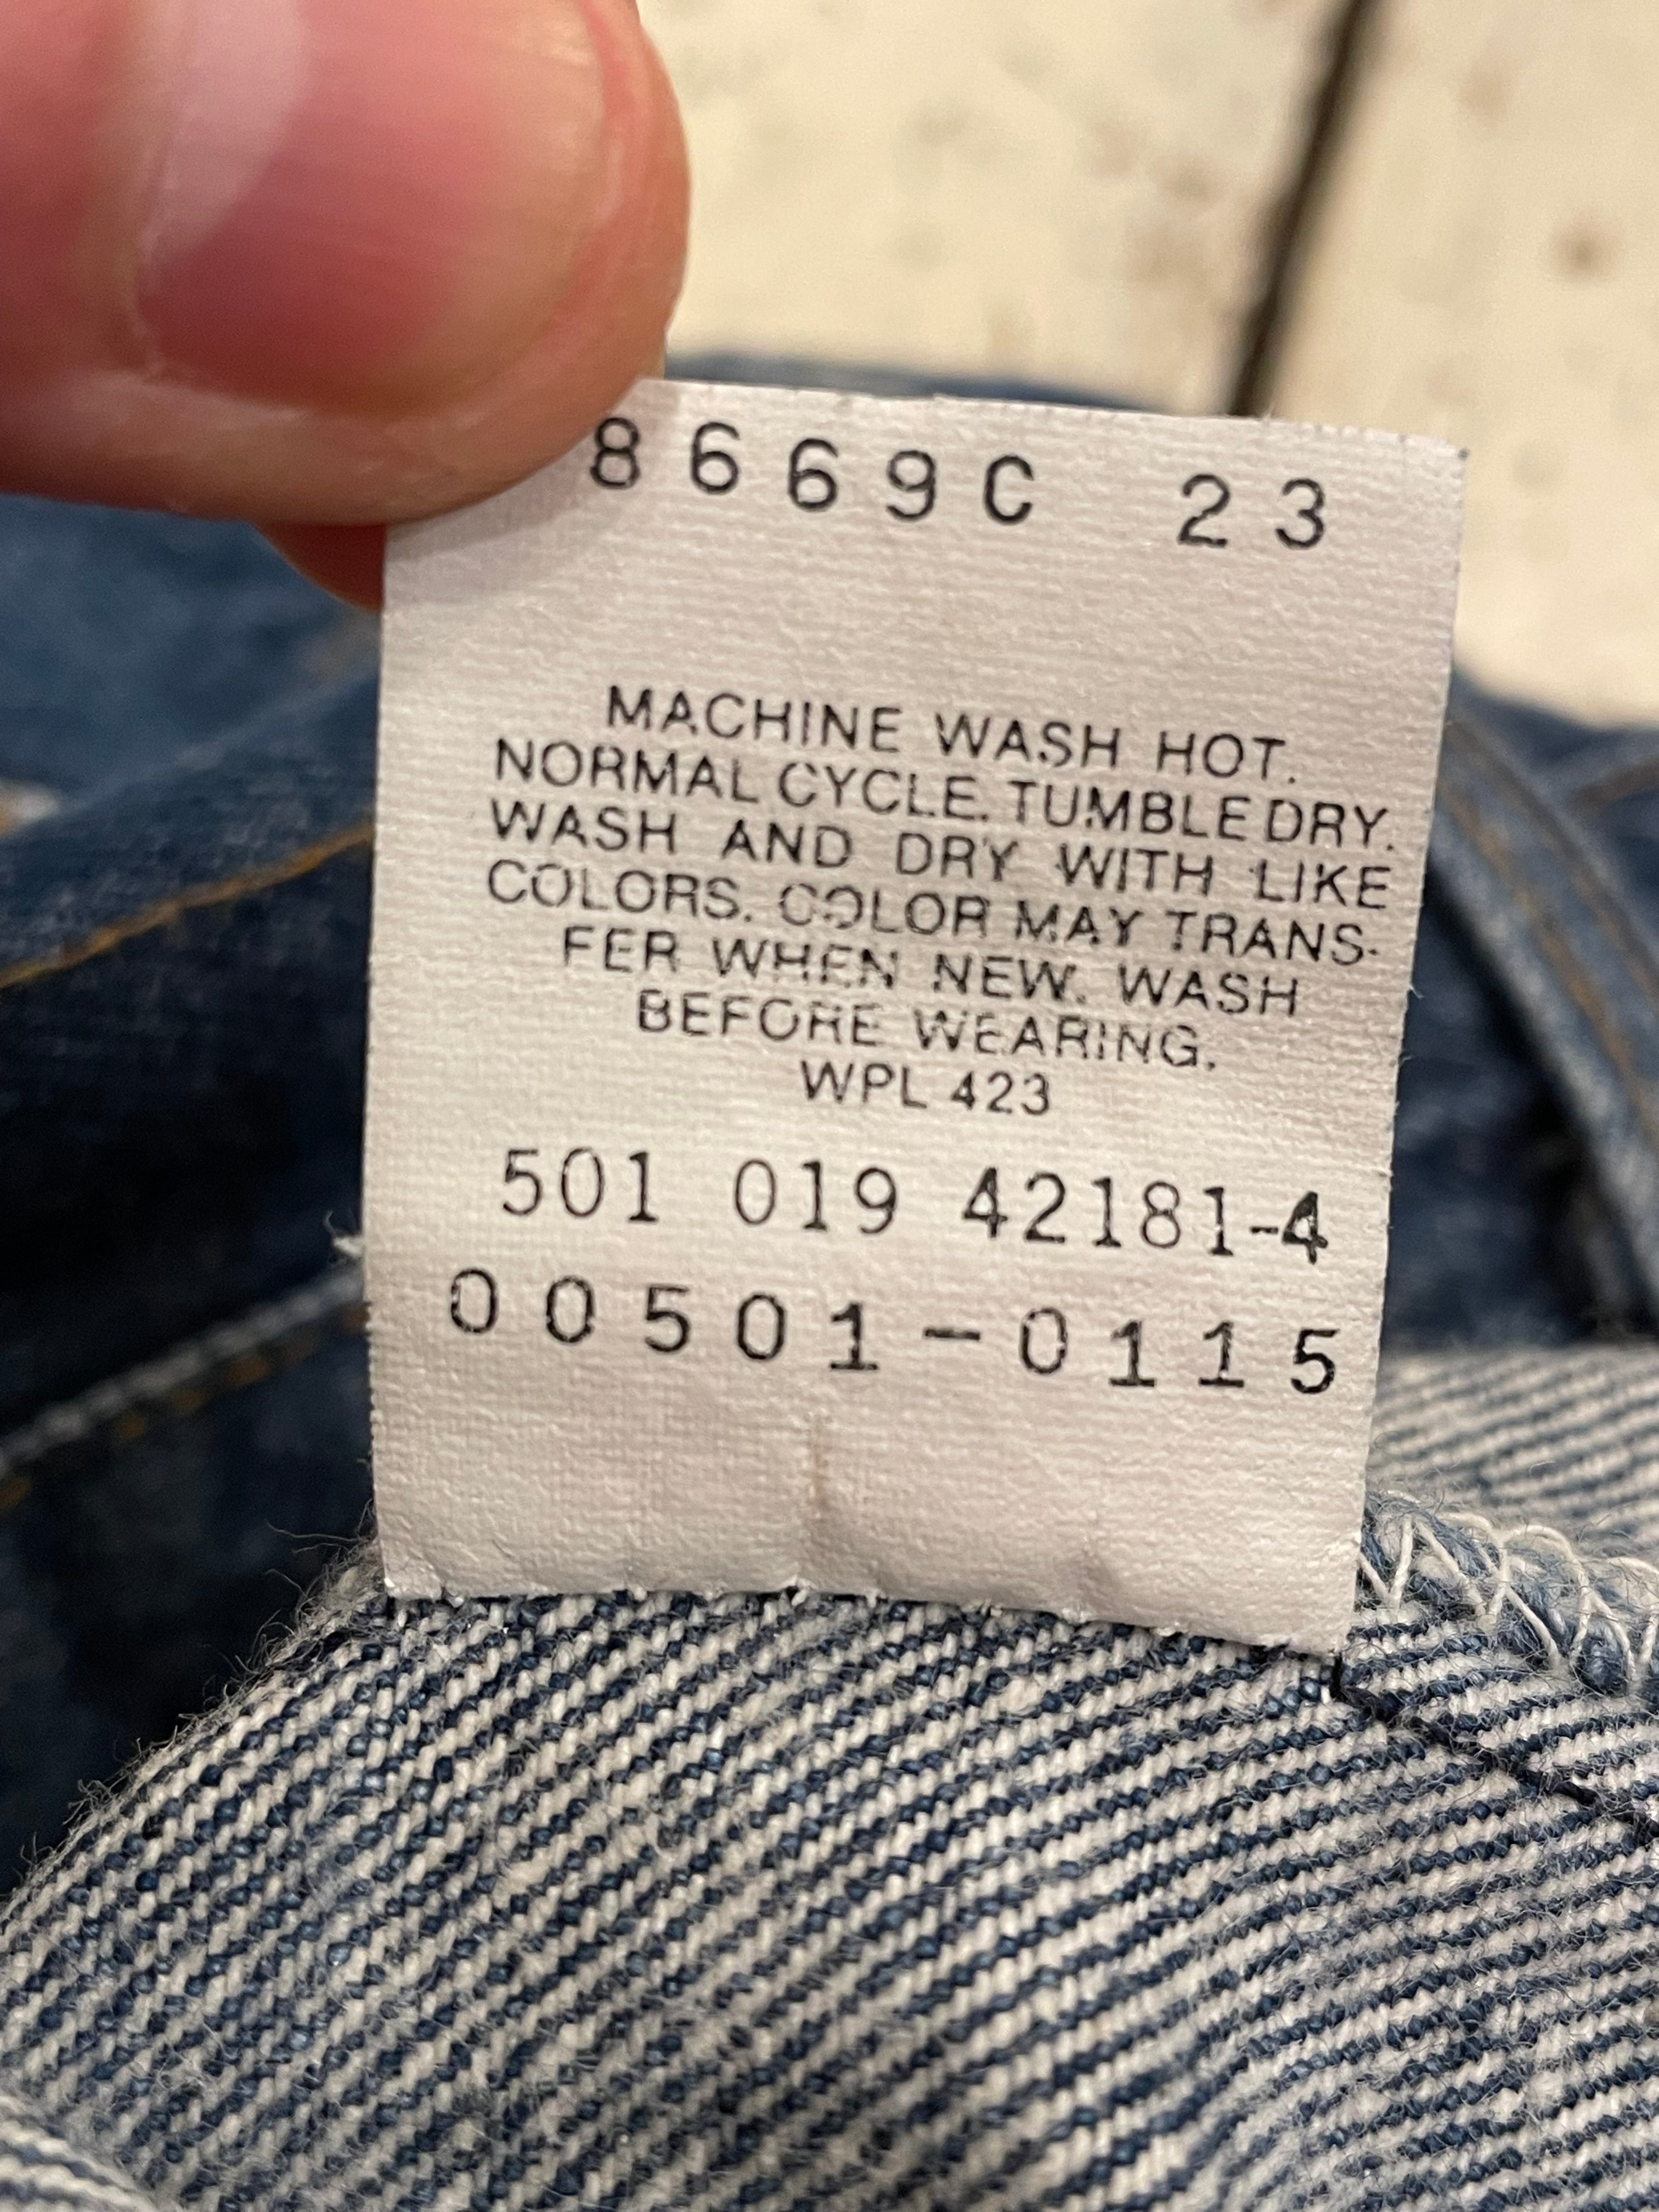 8669C 23
MACHINE WASH HOT.
NORMAL CYCLE. TUMBLE DRY.
WASH AND DRY WITH LIKE
COLORS. COLOR MAY TRANS-
FER WHEN NEW. WASH
BEFORE WEARING.
WPL 423
501 019 42181-4
00501-0115